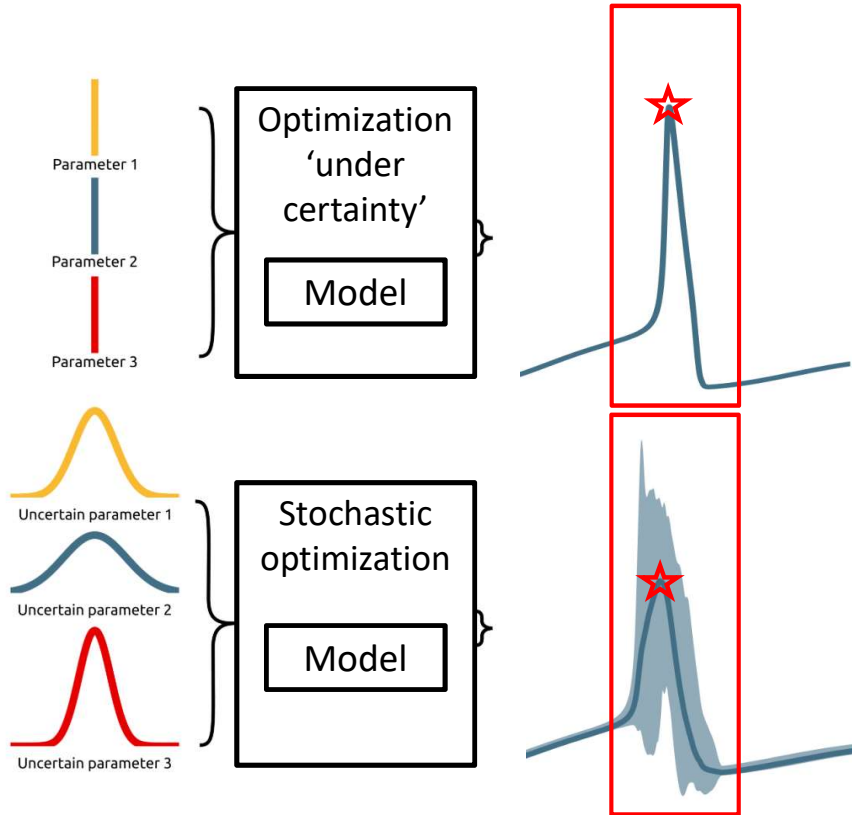 Parameter 1
Parameter 2
Parameter 3
Optimization
‘under
certainty’
Model
Uncertain parameter 1
Uncertain parameter 2
Uncertain parameter 3
Stochastic
optimization
Model